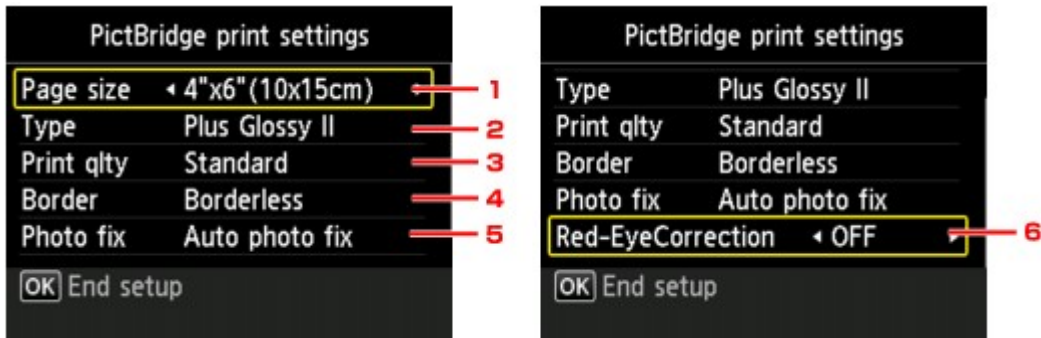 PictBridge print settings
Page size 4"x6"(10x15cm) 1
Type Plus Glossy II 2
Print qlty Standard 3
Border Borderless 4
Photo fix Auto photo fix 5
OK End setup
PictBridge print settings
Type Plus Glossy II
Print qlty Standard
Border Borderless
Photo fix Auto photo fix
Red-EyeCorrection OFF 6
OK End setup